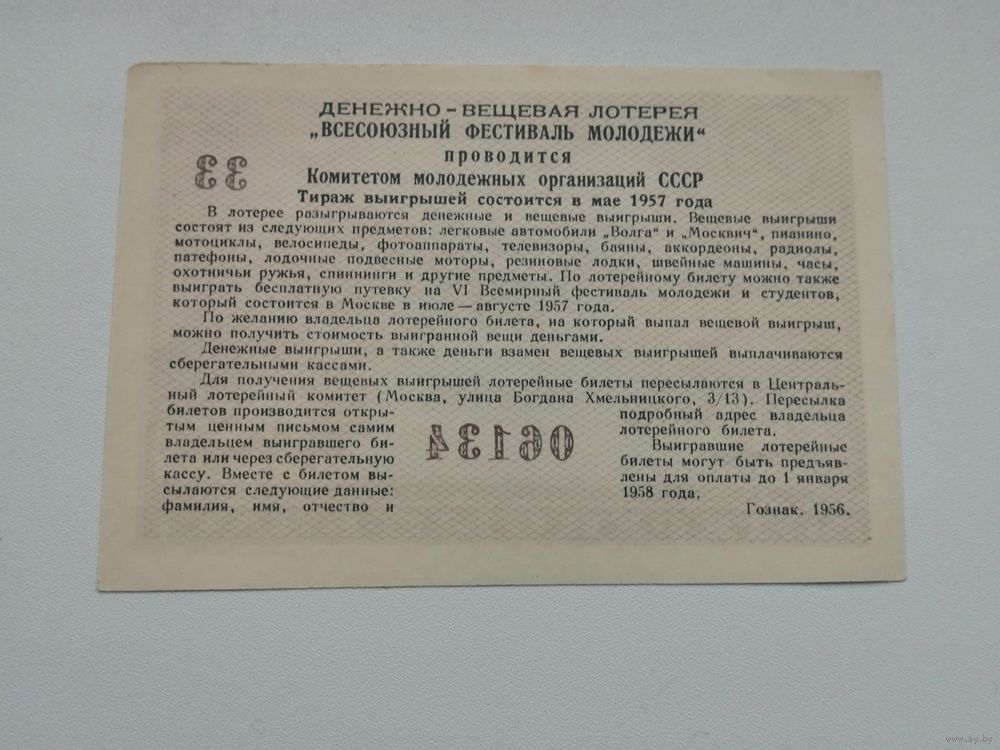 ДЕНЕЖНО – ВЕЩЕВАЯ ЛОТЕРЕЯ
„ВСЕСОЮЗНЫЙ ФЕСТИВАЛЬ МОЛОДЕЖИ“
проводится
33
Комитетом молодежных организаций СССР
Тираж выигрышей состоится в мае 1957 года
В лотерее разыгрываются денежные и вещевые выигрыши. Вещевые выигрыши
состоят из следующих предметов: легковые автомобили „Волга“ и „Москвич“, пианино,
мотоциклы, велосипеды, фотоаппараты, телевизоры, баяны, аккордеоны, радиолы,
патефоны, лодочные подвесные моторы, резиновые лодки, швейные машины, часы,
охотничьи ружья, спиннинги и другие предметы. По лотерейному билету можно также
выиграть бесплатную путевку на VI Всемирный фестиваль молодежи и студентов,
который состоится в Москве в июле — августе 1957 года.
По желанию владельца лотерейного билета, на который выпал вещевой выигрыш,
можно получить стоимость выигранной вещи деньгами.
Денежные выигрыши, а также деньги взамен вещевых выигрышей выплачиваются
сберегательными кассами.
Для получения вещевых выигрышей лотерейные билеты пересылаются в Централь-
ный лотерейный комитет (Москва, улица Богдана Хмельницкого, 3/13). Пересылка
билетов производится откры-
тым ценным письмом самим
владельцем выигравшего би-
лета или через сберегательную
кассу. Вместе с билетом вы-
сылаются следующие данные:
фамилия, имя, отчество и
06134
подробный адрес владельца
лотерейного билета.
Выигравшие лотерейные
билеты могут быть предъяв-
лены для оплаты до 1 января
1958 года.
Гознак. 1956.
www.ay.by